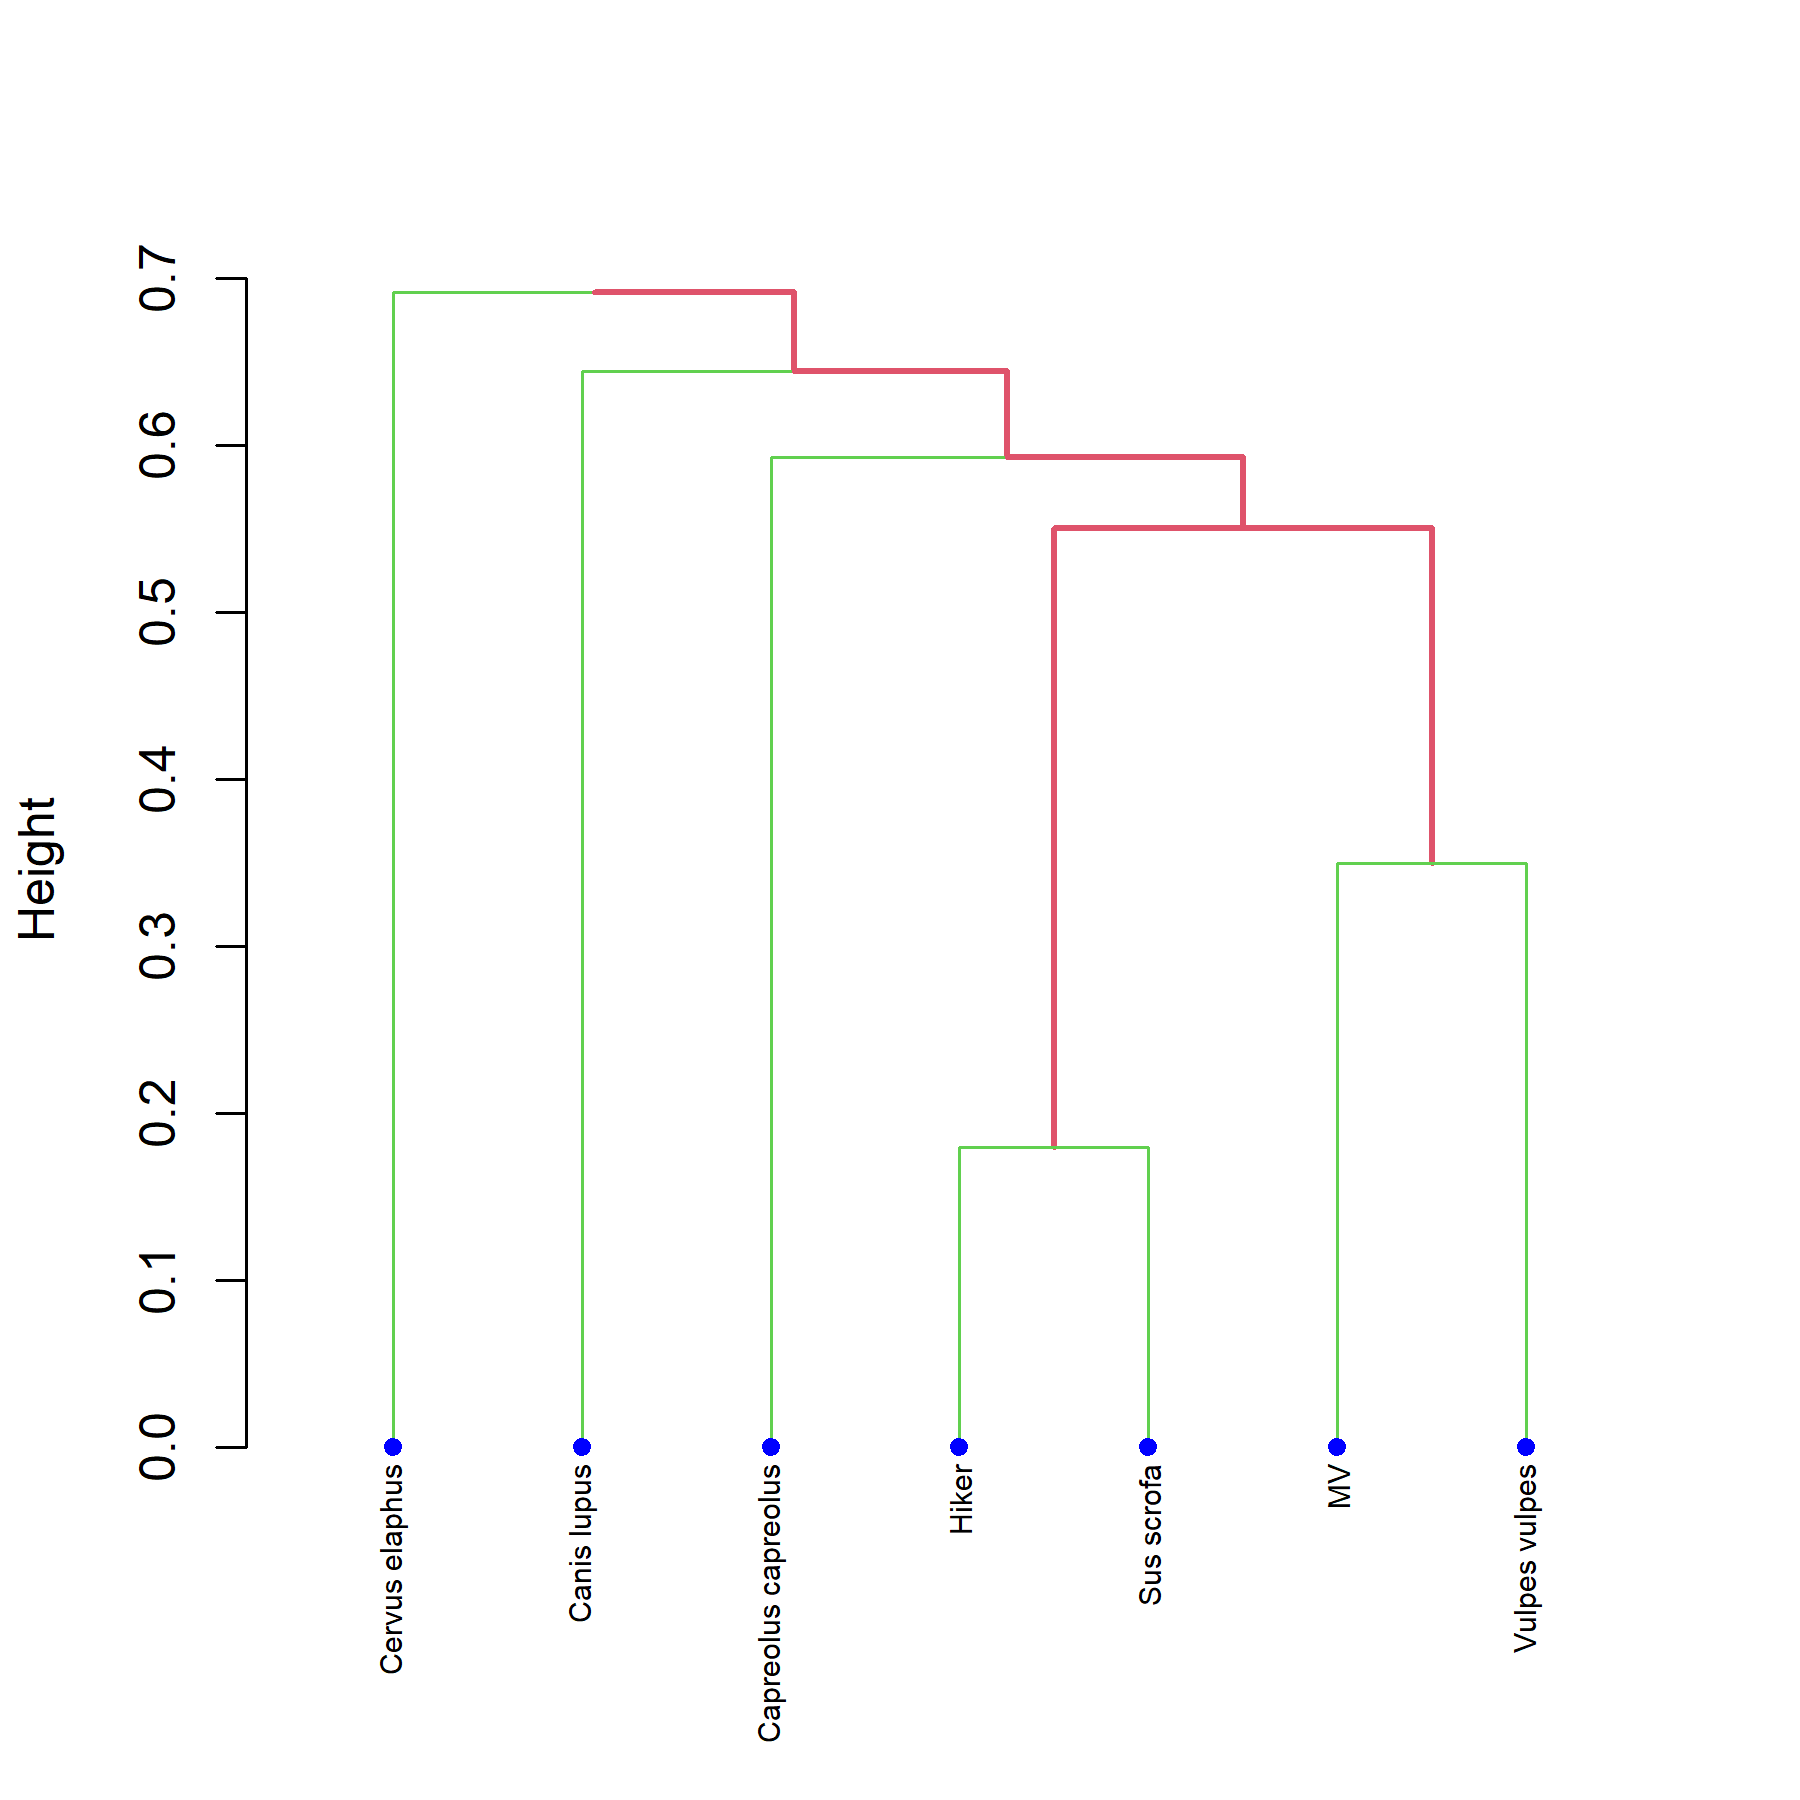 Height
0.7
0.6
0.5
0.4
0.3
0.2
0.1
0.0
Cervus elaphus
Canis lupus
Capreolus capreolus
Hiker
Sus scrofa
MV
Vulpes vulpes